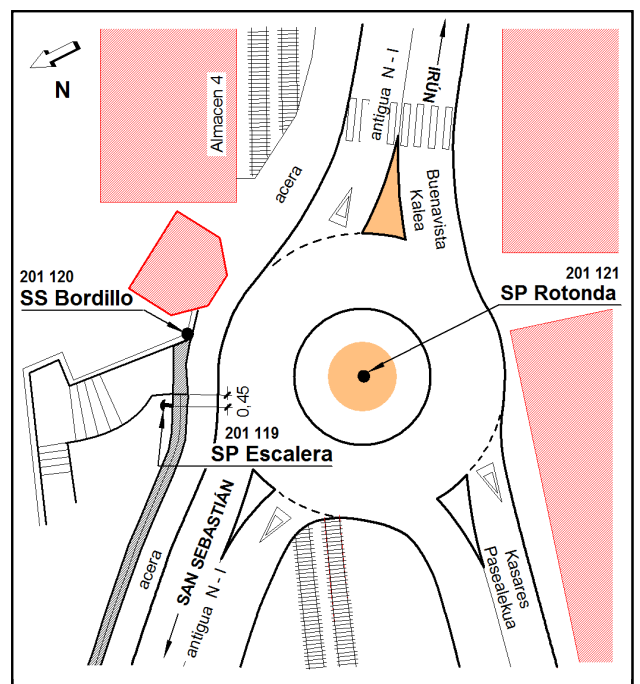 N
Almacen 4
acera
antigua N - I
IRÚN
Buenavista
Kalea
201 120
SS Bordillo
201 121
SP Rotonda
0,45
201 119
SP Escalera
acera
SAN SEBASTIÁN
antigua N - I
Kasares
Pasealekua